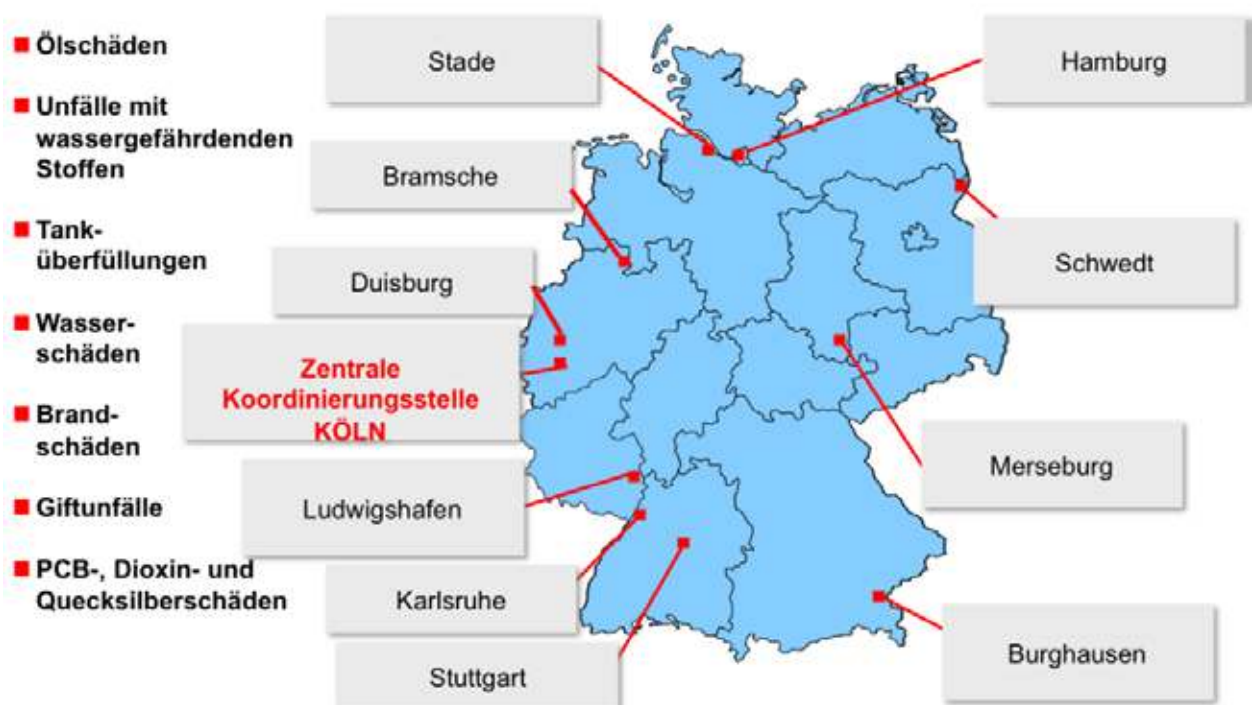 Ölschäden
Unfälle mit
wassergefährdenden
Stoffen
Tank-
überfüllungen
Wasser-
schäden
Brand-
schäden
Giftunfälle
PCB-, Dioxin- und
Quecksilberschäden
Stade
Hamburg
Bramsche
Schwedt
Duisburg
Zentrale
Koordinierungsstelle
KÖLN
Merseburg
Ludwigshafen
Karlsruhe
Burghausen
Stuttgart